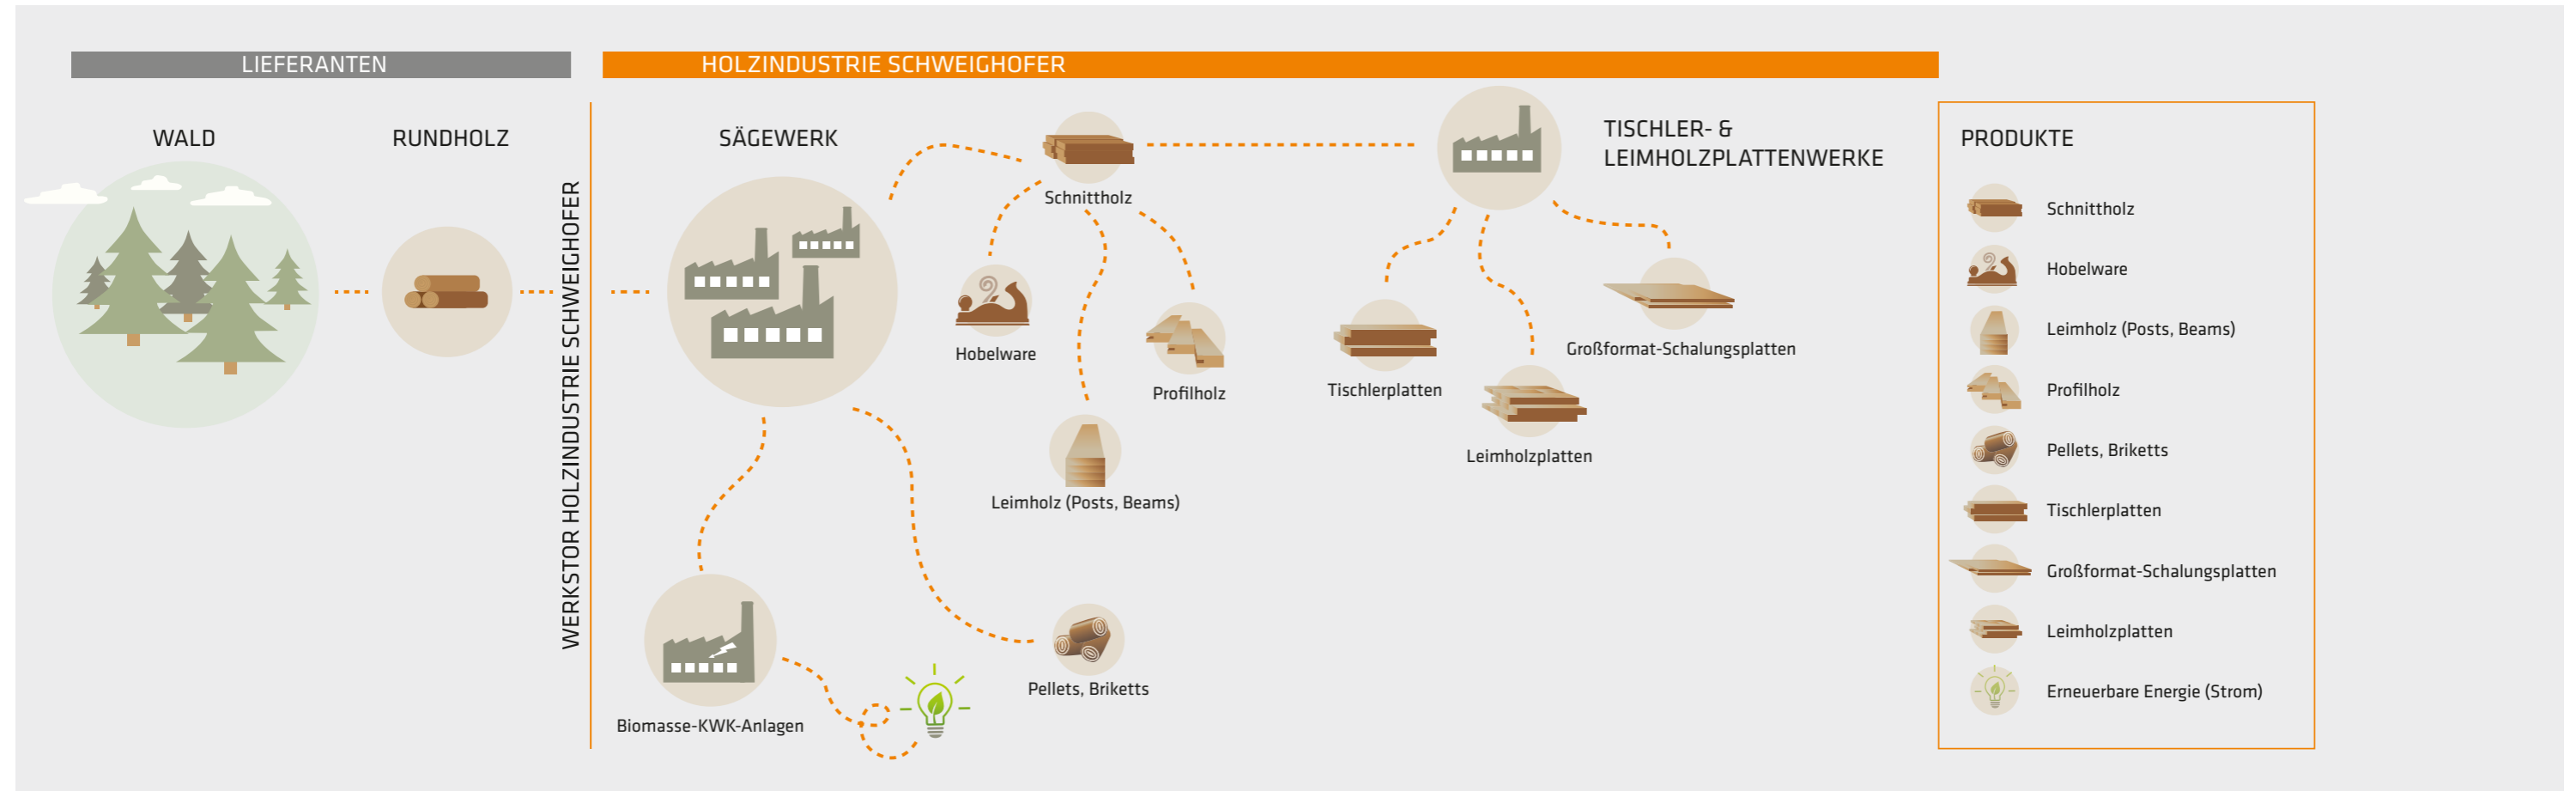 LIEFERANTEN
HOLZINDUSTRIE SCHWEIGHOFER
WALD
RUNDHOLZ
WERKSTOR HOLZINDUSTRIE SCHWEIGHOFER
SÄGEWERK
Schnittholz
Hobelware
Profilholz
Leimholz (Posts, Beams)
Pellets, Briketts
Biomasse-KWK-Anlagen
TISCHLER- &
LEIMHOLZPLATTENWERKE
Tischlerplatten
Leimholzplatten
Großformat-Schalungsplatten
PRODUKTE
Schnittholz
Hobelware
Leimholz (Posts, Beams)
Profilholz
Pellets, Briketts
Tischlerplatten
Großformat-Schalungsplatten
Leimholzplatten
Erneuerbare Energie (Strom)